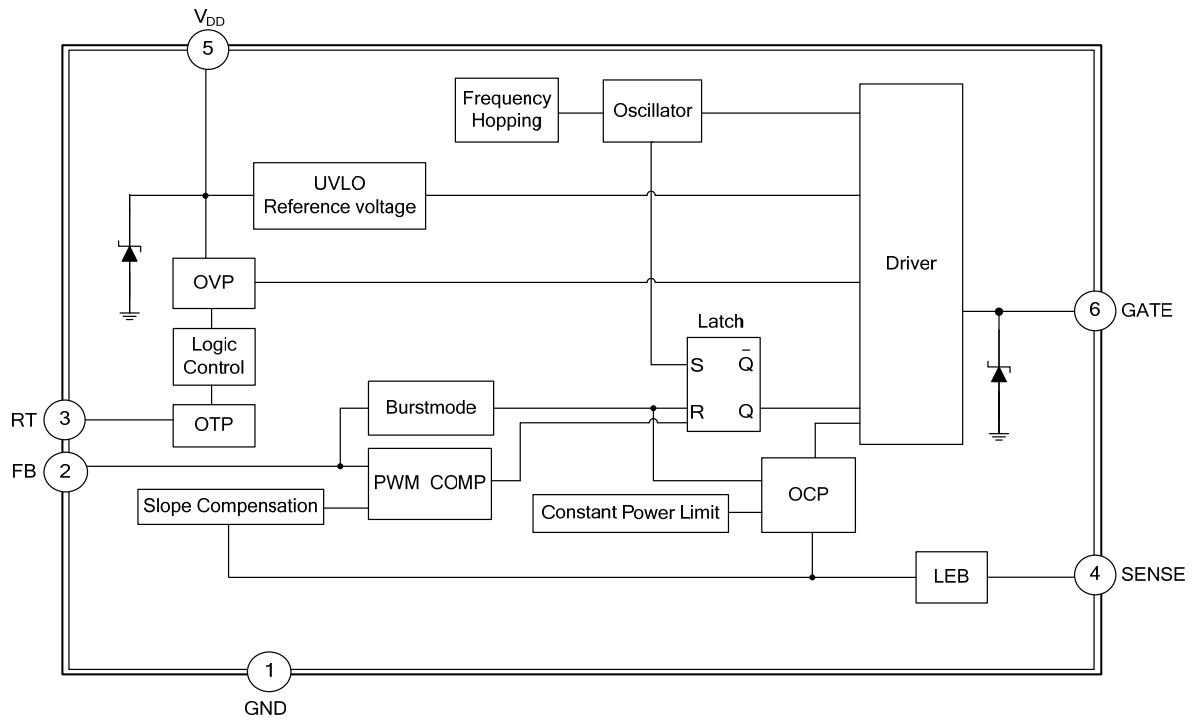 VDD
5
Frequency
Hopping
Oscillator
UVLO
Reference voltage
Driver
OVP
6
GATE
Latch
Logic
Control
S
Q̅
RT
3
OTP
Burstmode
R
Q
FB
2
PWM COMP
Slope Compensation
Constant Power Limit
OCP
LEB
4
SENSE
1
GND